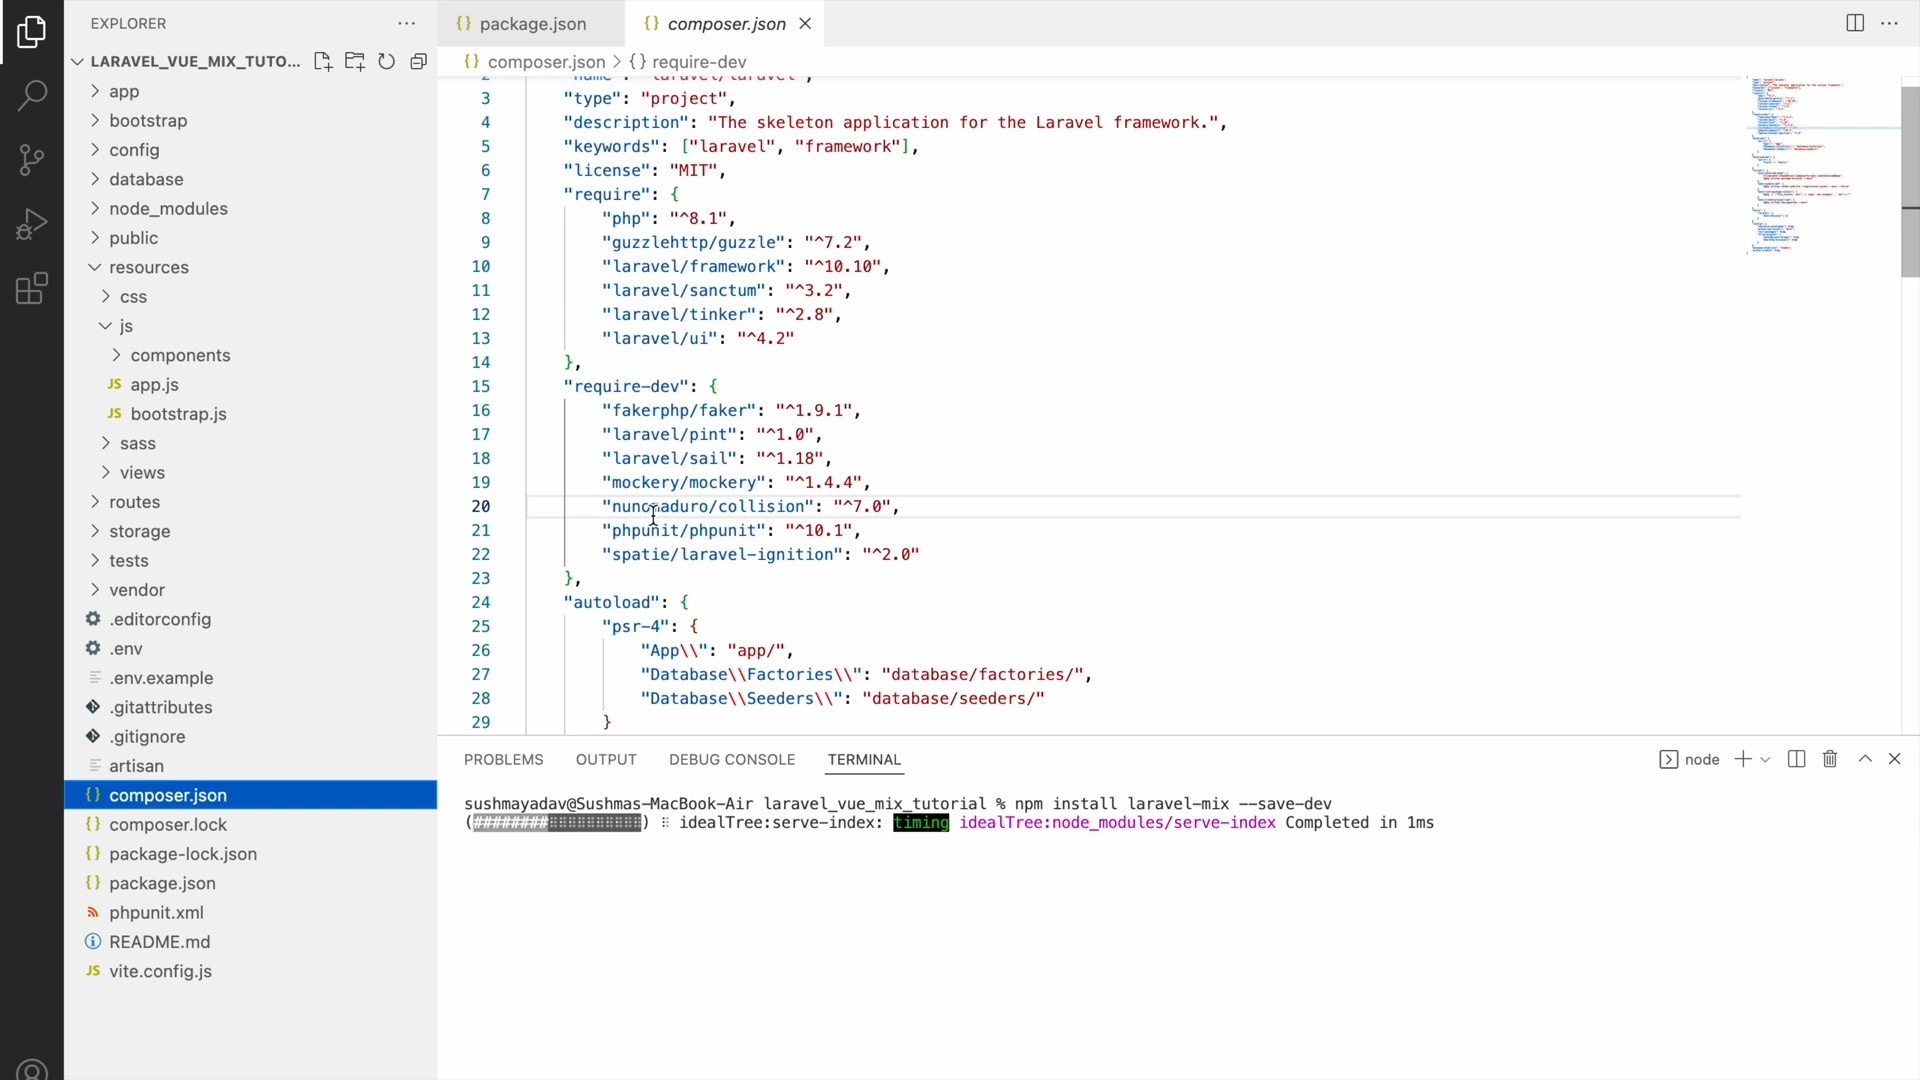 EXPLORER
LARAVEL_VUE_MIX_TUTO...
app
bootstrap
config
database
node_modules
public
resources
css
js
components
JS app.js
JS bootstrap.js
sass
views
routes
storage
tests
vendor
.editorconfig
.env
.env.example
.gitattributes
.gitignore
artisan
{} composer.json
{} composer.lock
{} package-lock.json
{} package.json
phpunit.xml
README.md
JS vite.config.js
{} package.json
{} composer.json
{} composer.json > {} require-dev
2 "name": "laravel/laravel",
3 "type": "project",
4 "description": "The skeleton application for the Laravel framework.",
5 "keywords": ["laravel", "framework"],
6 "license": "MIT",
7 "require": {
8 "php": "^8.1",
9 "guzzlehttp/guzzle": "^7.2",
10 "laravel/framework": "^10.10",
11 "laravel/sanctum": "^3.2",
12 "laravel/tinker": "^2.8",
13 "laravel/ui": "^4.2"
14 },
15 "require-dev": {
16 "fakerphp/faker": "^1.9.1",
17 "laravel/pint": "^1.0",
18 "laravel/sail": "^1.18",
19 "mockery/mockery": "^1.4.4",
20 "nunomaduro/collision": "^7.0",
21 "phpunit/phpunit": "^10.1",
22 "spatie/laravel-ignition": "^2.0"
23 },
24 "autoload": {
25 "psr-4": {
26 "App\\": "app/",
27 "Database\\Factories\\": "database/factories/",
28 "Database\\Seeders\\": "database/seeders/"
29 }
PROBLEMS OUTPUT DEBUG CONSOLE TERMINAL
node
sushmayadav@Sushmas-MacBook-Air laravel_vue_mix_tutorial % npm install laravel-mix --save-dev
(########⠂⠂⠂⠂⠂⠂⠂⠂⠂⠂) ⠸ idealTree:serve-index: timing idealTree:node_modules/serve-index Completed in 1ms